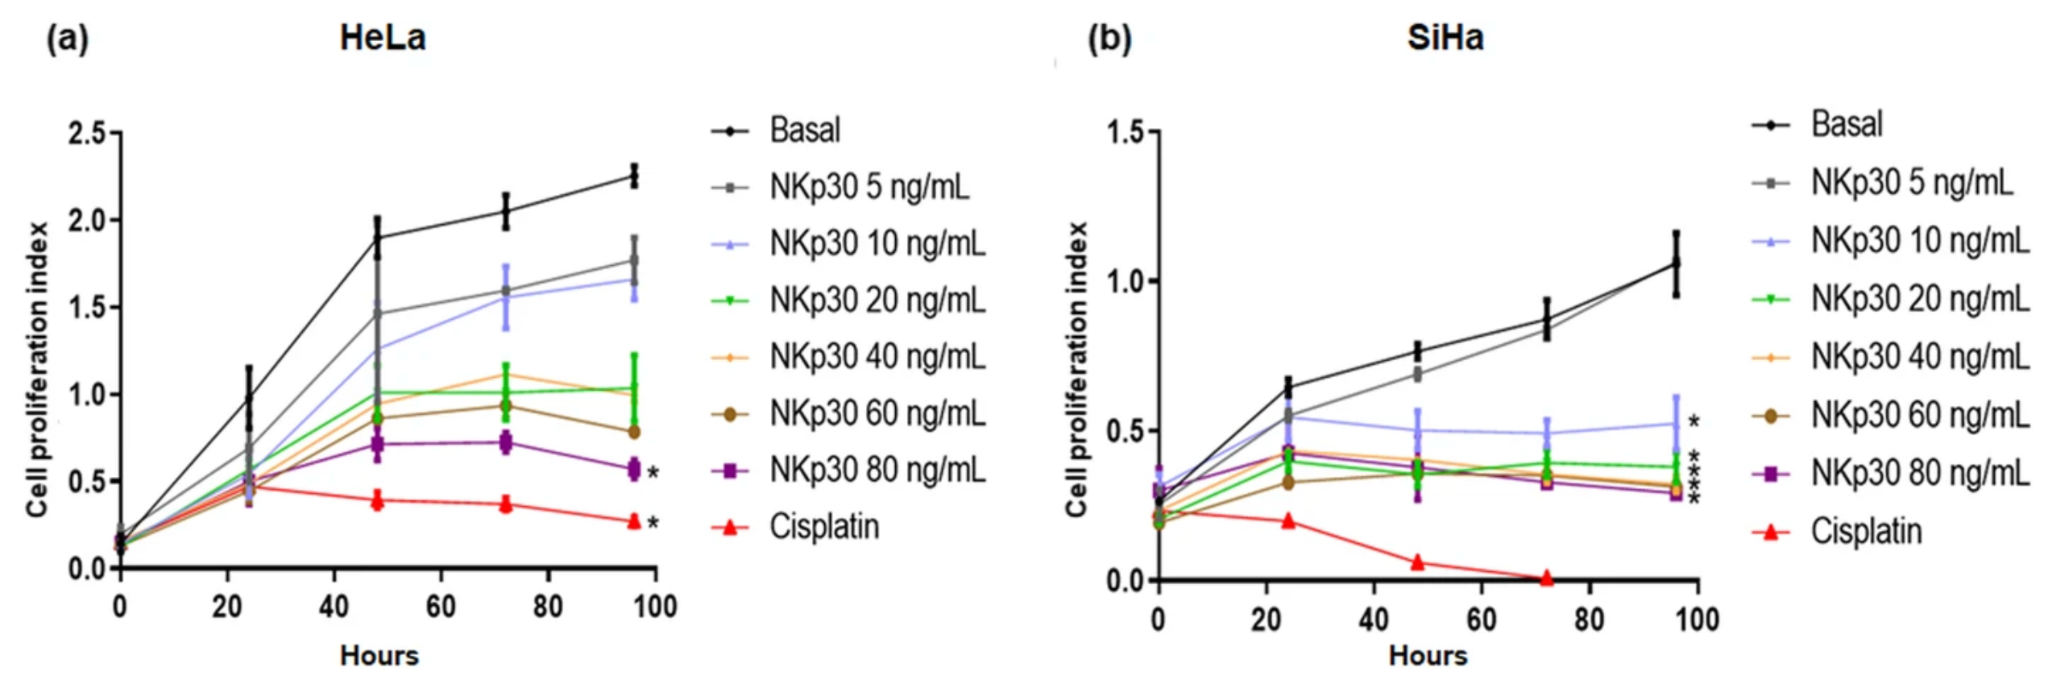 (a) HeLa
2.5
2.0
1.5
1.0
0.5
0.0
Cell proliferation index
0 20 40 60 80 100
Hours
Basal
NKp30 5 ng/mL
NKp30 10 ng/mL
NKp30 20 ng/mL
NKp30 40 ng/mL
NKp30 60 ng/mL
NKp30 80 ng/mL
Cisplatin
*
*
(b) SiHa
1.5
1.0
0.5
0.0
Cell proliferation index
0 20 40 60 80 100
Hours
Basal
NKp30 5 ng/mL
NKp30 10 ng/mL
NKp30 20 ng/mL
NKp30 40 ng/mL
NKp30 60 ng/mL
NKp30 80 ng/mL
Cisplatin
*
*
*
*
*